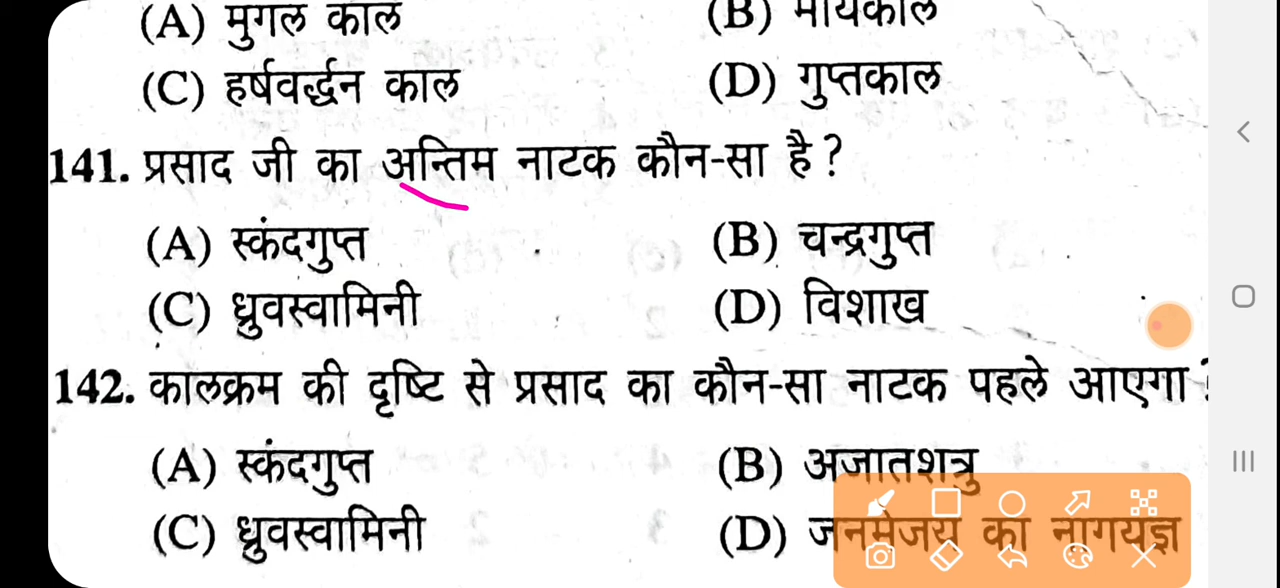 (A) मुगल काल (B) मौर्यकाल
(C) हर्षवर्द्धन काल (D) गुप्तकाल
141. प्रसाद जी का अन्तिम नाटक कौन-सा है ?
(A) स्कंदगुप्त (B) चन्द्रगुप्त
(C) ध्रुवस्वामिनी (D) विशाख
142. कालक्रम की दृष्टि से प्रसाद का कौन-सा नाटक पहले आएगा ?
(A) स्कंदगुप्त (B) अजातशत्रु
(C) ध्रुवस्वामिनी (D) जनमेजय का नागयज्ञ